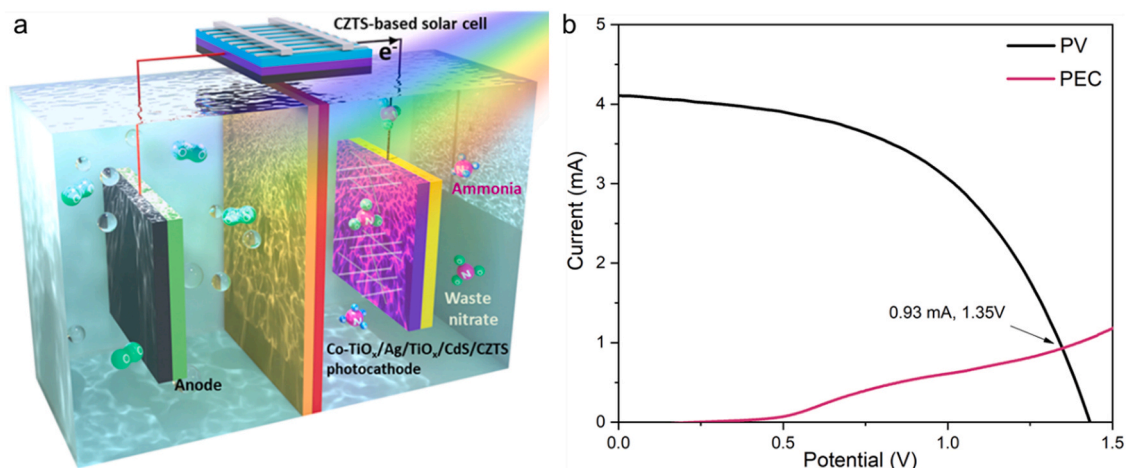 a
CZTS-based solar cell
e⁻
Ammonia
Waste
nitrate
Co-TiOₓ/Ag/TiOₓ/CdS/CZTS
photocathode
Anode
N
N
N
b
PV
PEC
Current (mA)
5
4
3
2
1
0
0.93 mA, 1.35V
0.0
0.5
1.0
1.5
Potential (V)